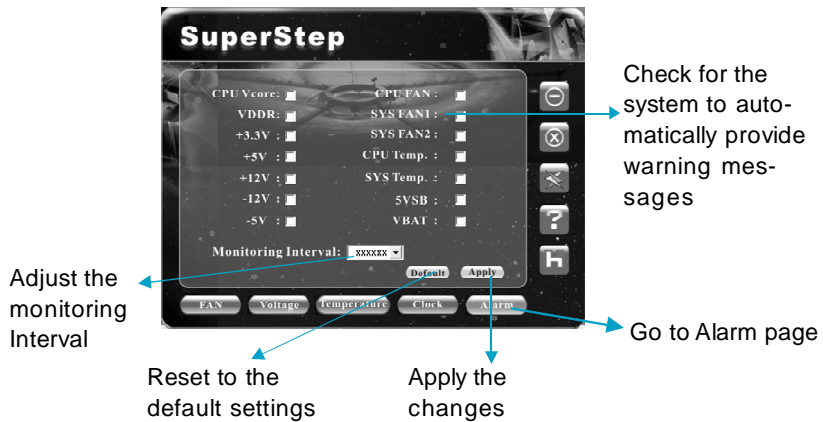 SuperStep
CPU Vcore:
CPU FAN :
VDDR:
SYS FAN1 :
+3.3V :
SYS FAN2 :
+5V :
CPU Temp. :
+12V :
SYS Temp. :
-12V :
5VSB :
-5V :
VBAT :
Monitoring Interval: xxxxxx
Default Apply
FAN Voltage Temperature Clock Alarm
Check for the
system to auto-
matically provide
warning mes-
sages
Adjust the
monitoring
Interval
Go to Alarm page
Reset to the
default settings
Apply the
changes